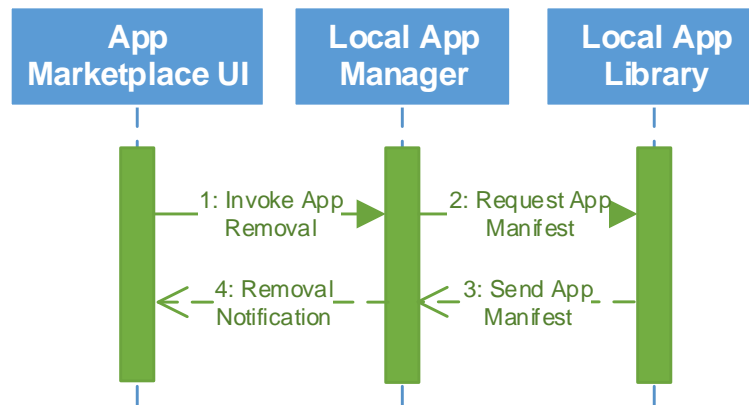 App
Marketplace UI
Local App
Manager
Local App
Library
1: Invoke App
Removal
2: Request App
Manifest
4: Removal
Notification
3: Send App
Manifest